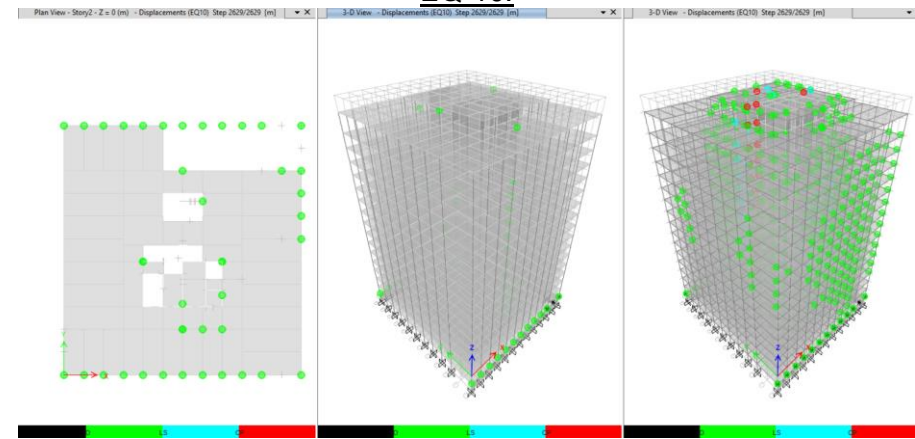 Plan View - Story2 - Z = 0 (m) - Displacements (EQ10) Step 2629/2629 [m]
3-D View - Displacements (EQ10) Step 2629/2629 [m]
3-D View - Displacements (EQ10) Step 2629/2629 [m]
Y
X
Z
X
Z
LS
LS
LS